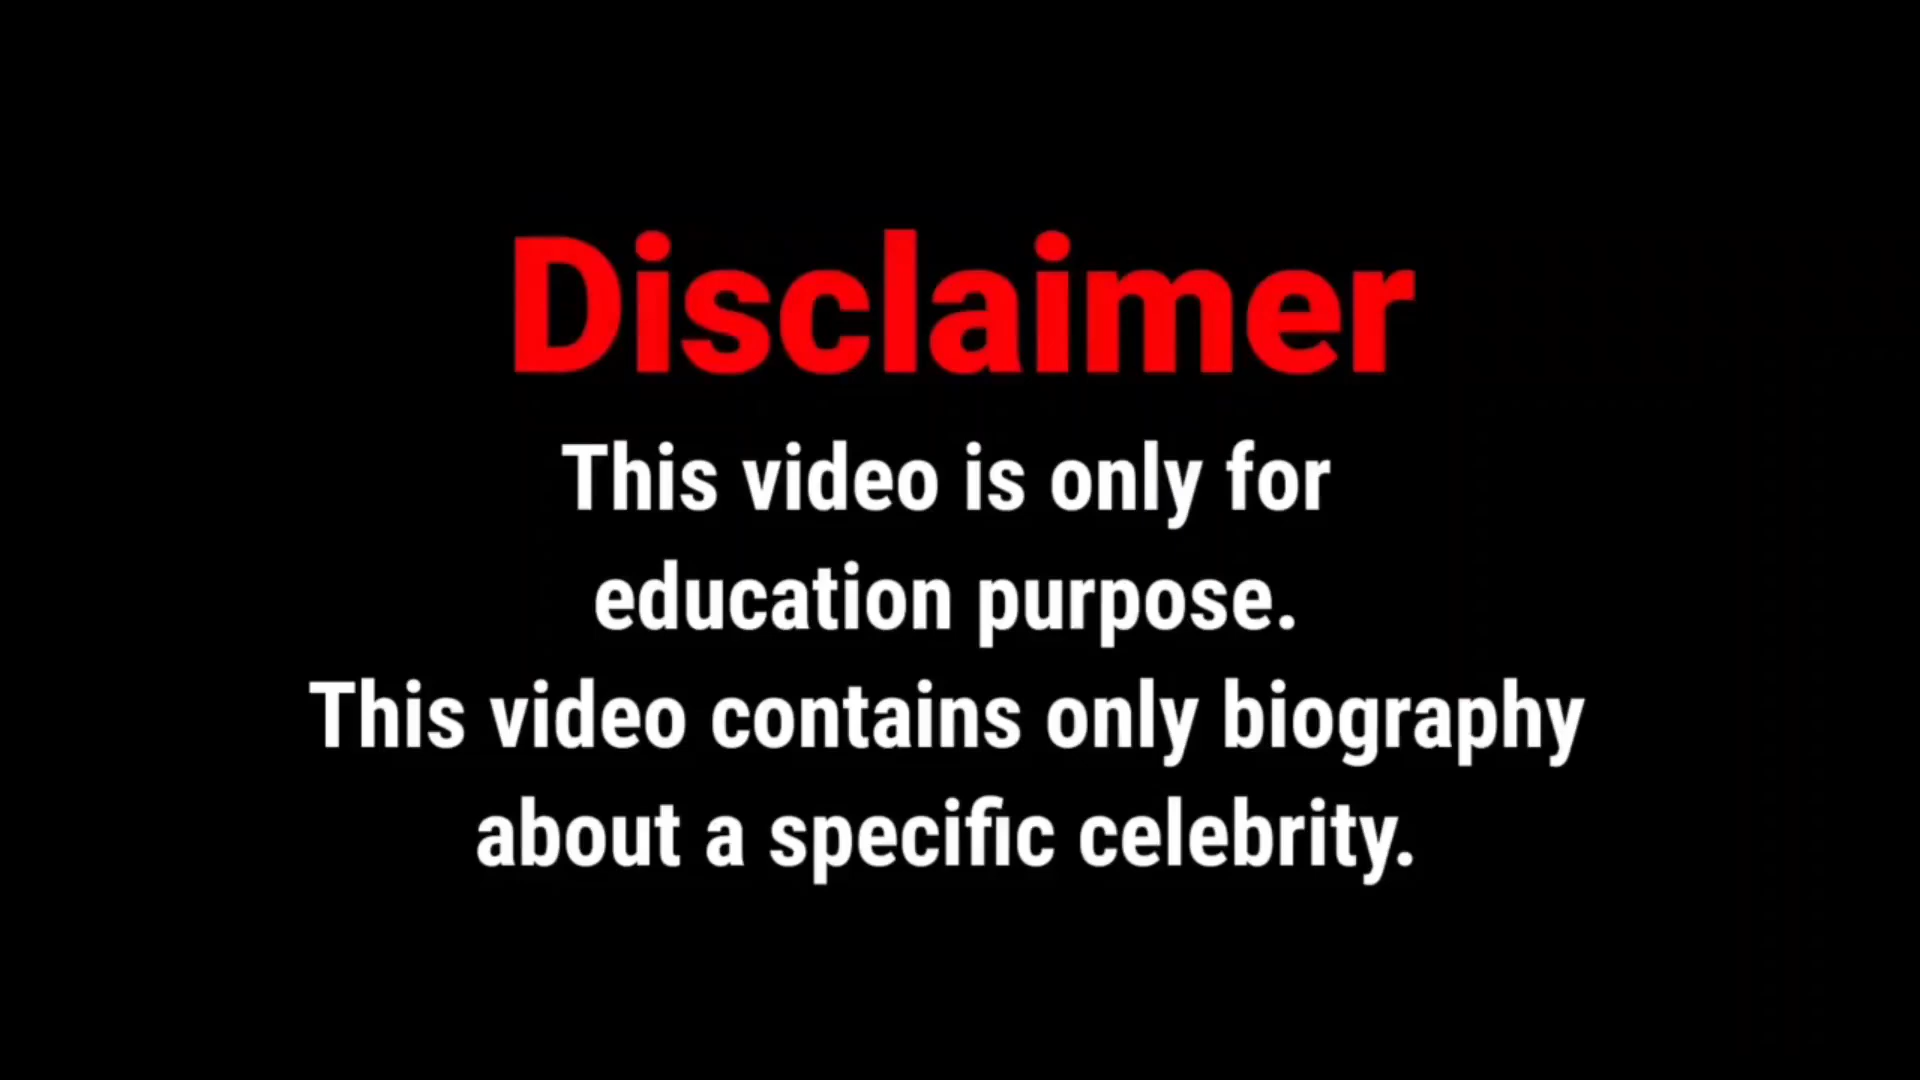 Disclaimer
This video is only for
education purpose.
This video contains only biography
about a specific celebrity.